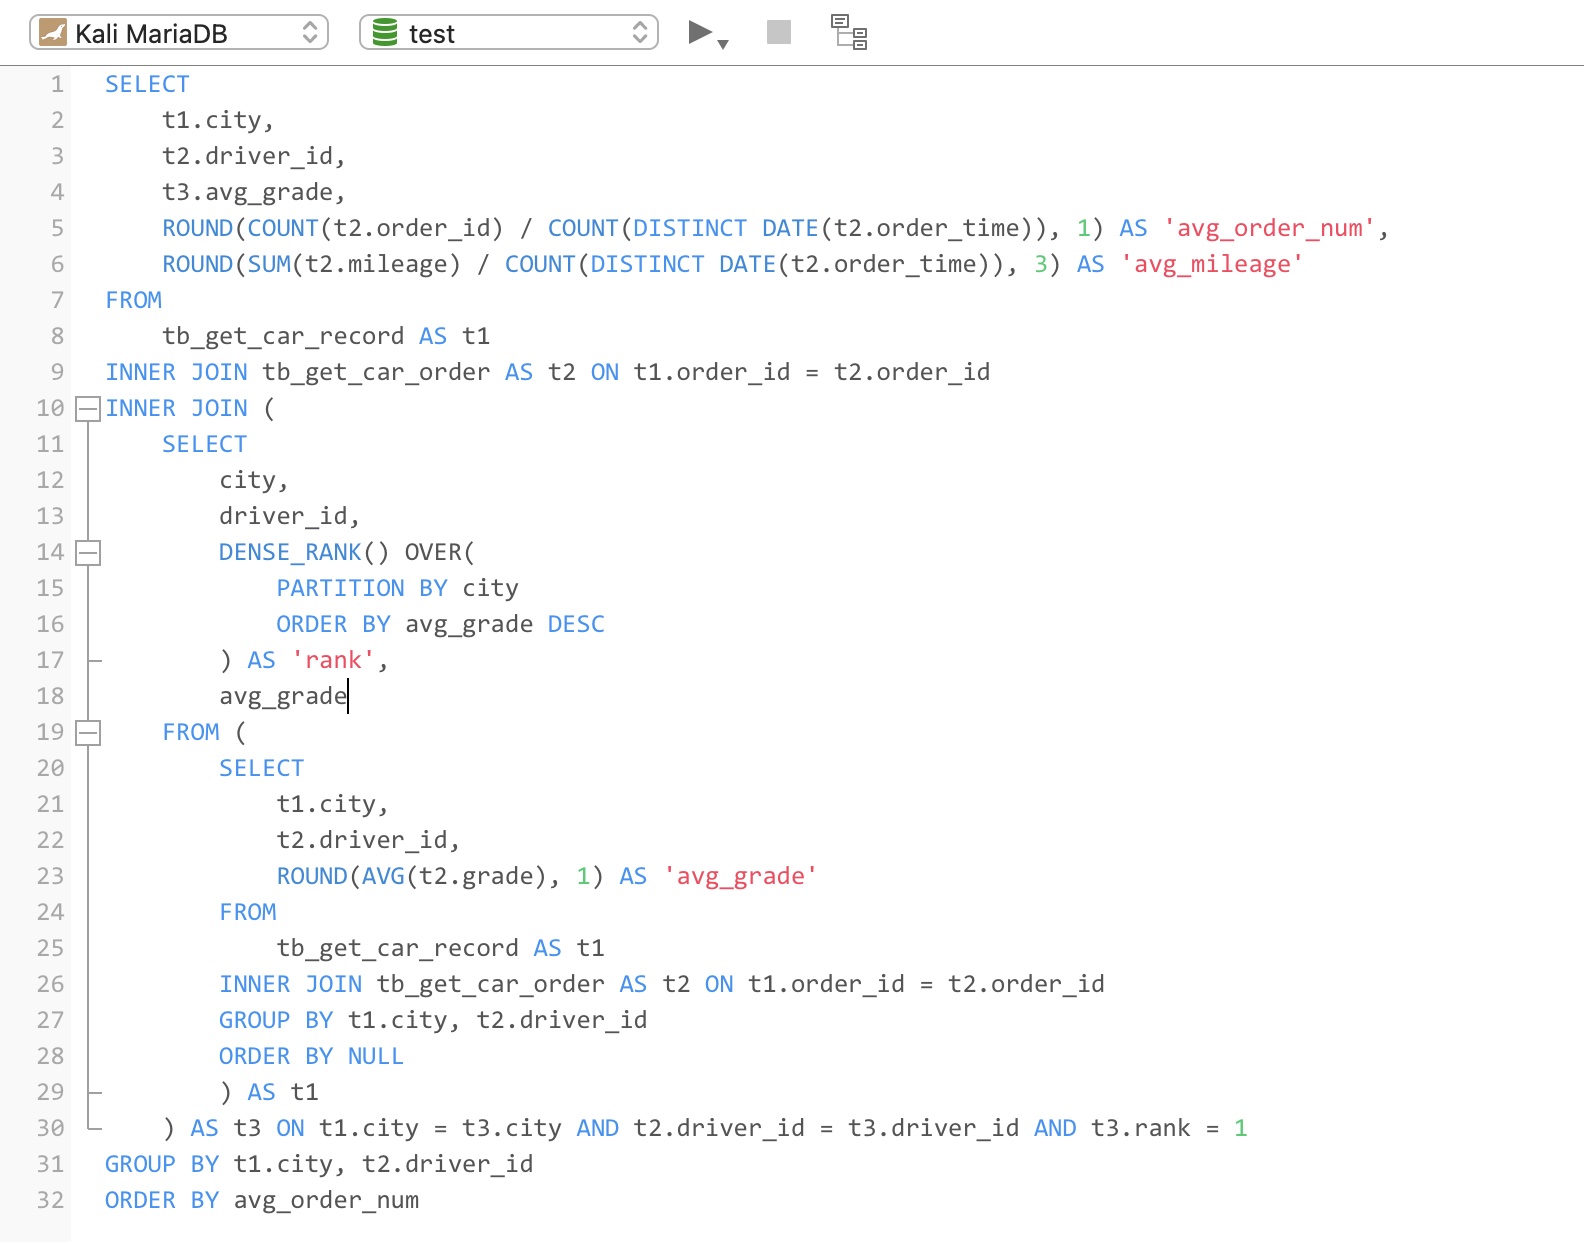 Kali MariaDB test
1 SELECT
2 t1.city,
3 t2.driver_id,
4 t3.avg_grade,
5 ROUND(COUNT(t2.order_id) / COUNT(DISTINCT DATE(t2.order_time)), 1) AS 'avg_order_num',
6 ROUND(SUM(t2.mileage) / COUNT(DISTINCT DATE(t2.order_time)), 3) AS 'avg_mileage'
7 FROM
8 tb_get_car_record AS t1
9 INNER JOIN tb_get_car_order AS t2 ON t1.order_id = t2.order_id
10 INNER JOIN (
11 SELECT
12 city,
13 driver_id,
14 DENSE_RANK() OVER(
15 PARTITION BY city
16 ORDER BY avg_grade DESC
17 ) AS 'rank',
18 avg_grade
19 FROM (
20 SELECT
21 t1.city,
22 t2.driver_id,
23 ROUND(AVG(t2.grade), 1) AS 'avg_grade'
24 FROM
25 tb_get_car_record AS t1
26 INNER JOIN tb_get_car_order AS t2 ON t1.order_id = t2.order_id
27 GROUP BY t1.city, t2.driver_id
28 ORDER BY NULL
29 ) AS t1
30 ) AS t3 ON t1.city = t3.city AND t2.driver_id = t3.driver_id AND t3.rank = 1
31 GROUP BY t1.city, t2.driver_id
32 ORDER BY avg_order_num